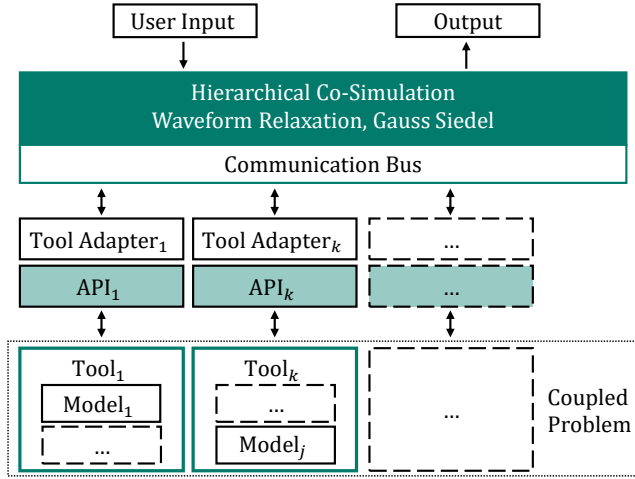 User Input
Output
Hierarchical Co-Simulation
Waveform Relaxation, Gauss Siedel
Communication Bus
Tool Adapter₁
Tool Adapterₖ
...
API₁
APIₖ
...
Tool₁
Model₁
...
Toolₖ
...
Modelⱼ
...
Coupled
Problem